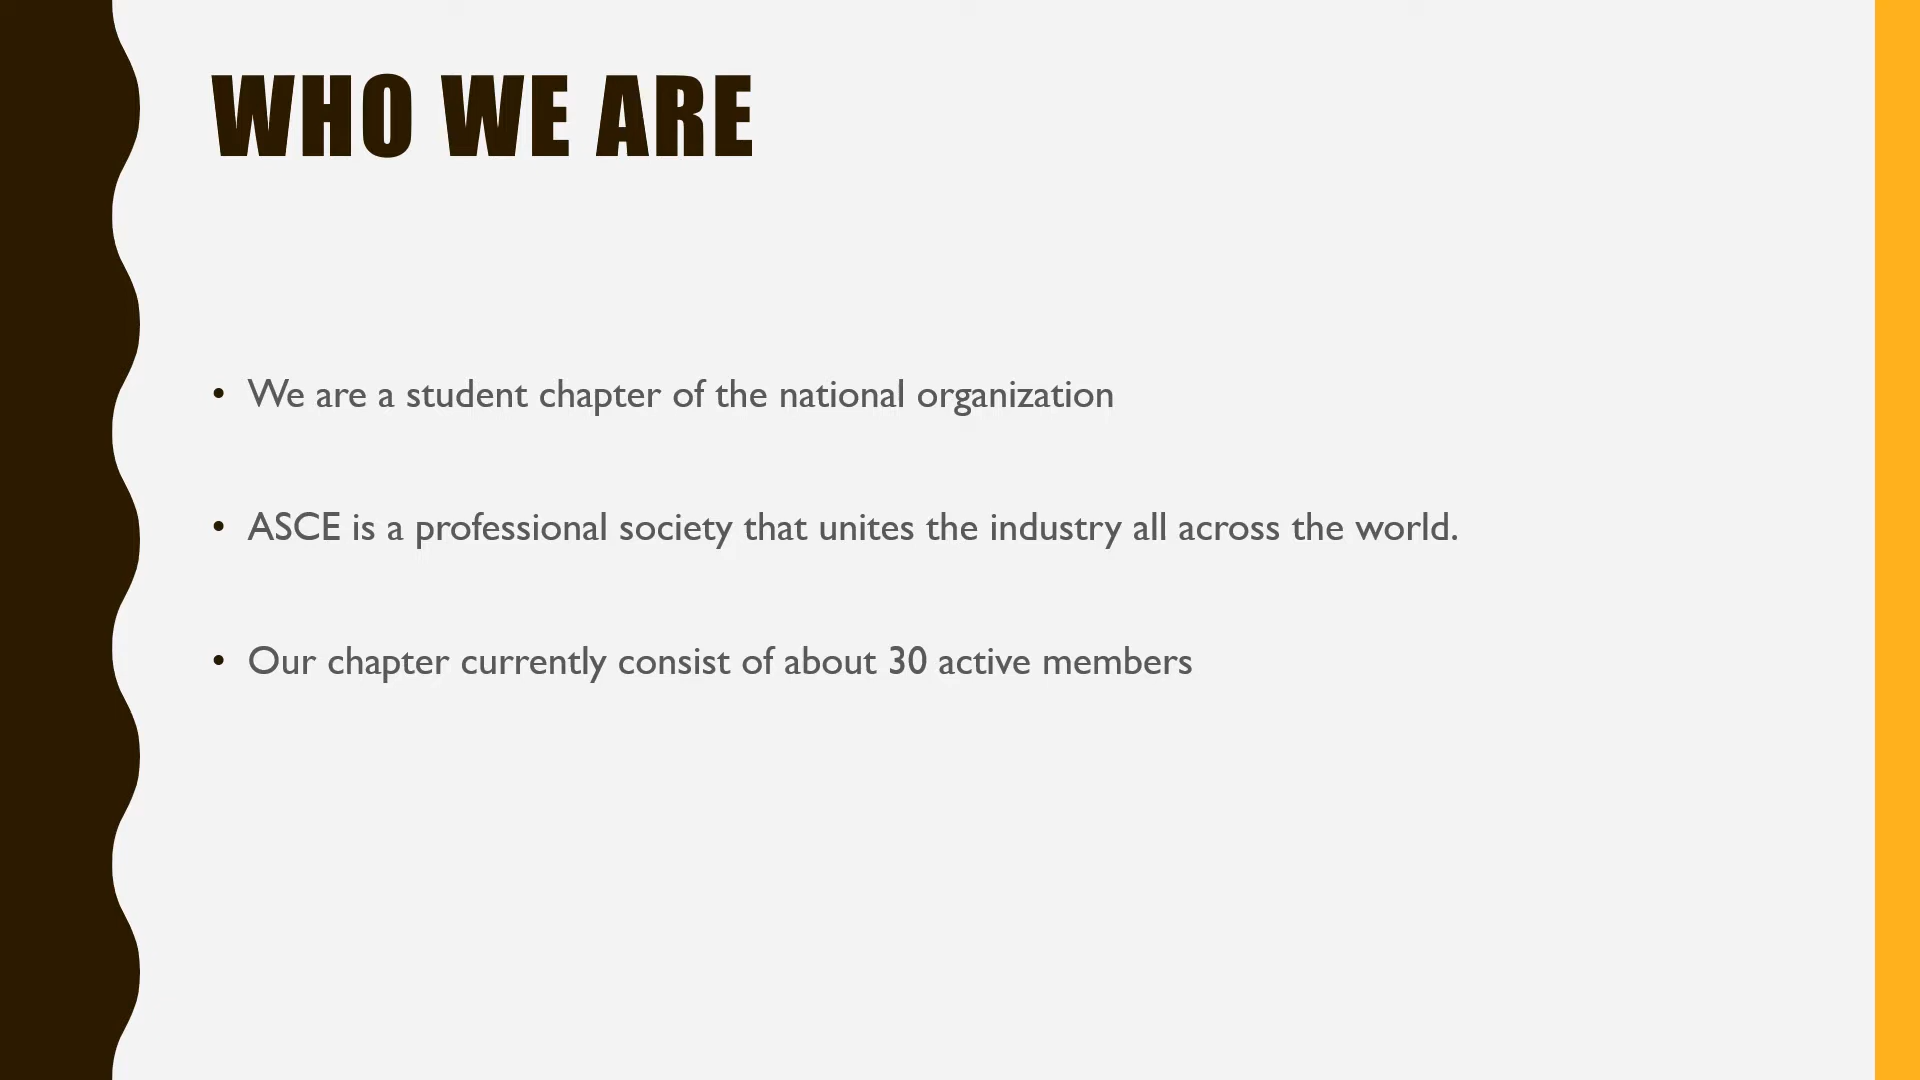 WHO WE ARE
• We are a student chapter of the national organization
• ASCE is a professional society that unites the industry all across the world.
• Our chapter currently consist of about 30 active members